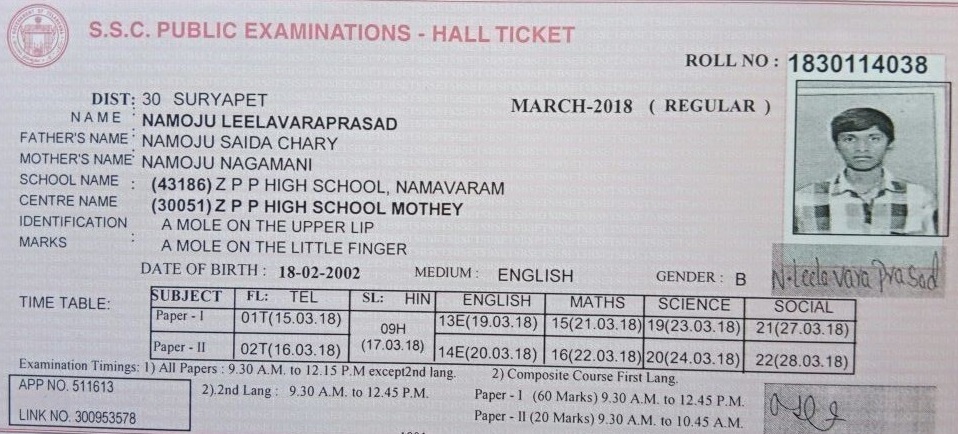 S.S.C. PUBLIC EXAMINATIONS - HALL TICKET
ROLL NO : 1830114038
DIST: 30 SURYAPET
MARCH-2018 ( REGULAR )
NAME : NAMOJU LEELAVARAPRASAD
FATHER'S NAME : NAMOJU SAIDA CHARY
MOTHER'S NAME : NAMOJU NAGAMANI
SCHOOL NAME : (43186) Z P P HIGH SCHOOL, NAMAVARAM
CENTRE NAME (30051) Z P P HIGH SCHOOL MOTHEY
IDENTIFICATION A MOLE ON THE UPPER LIP
MARKS : A MOLE ON THE LITTLE FINGER
DATE OF BIRTH : 18-02-2002 MEDIUM : ENGLISH GENDER : B
N. Leela vara Prasad
TIME TABLE:
SUBJECT FL: TEL SL: HIN ENGLISH MATHS SCIENCE SOCIAL
Paper - I 01T(15.03.18) 09H (17.03.18) 13E(19.03.18) 15(21.03.18) 19(23.03.18) 21(27.03.18)
Paper - II 02T(16.03.18) 14E(20.03.18) 16(22.03.18) 20(24.03.18) 22(28.03.18)
Examination Timings: 1) All Papers : 9.30 A.M. to 12.15 P.M except2nd lang. 2) Composite Course First Lang.
2).2nd Lang : 9.30 A.M. to 12.45 P.M. Paper - I (60 Marks) 9.30 A.M. to 12.45 P.M.
Paper - II (20 Marks) 9.30 A.M. to 10.45 A.M.
APP NO. 511613
LINK NO. 300953578